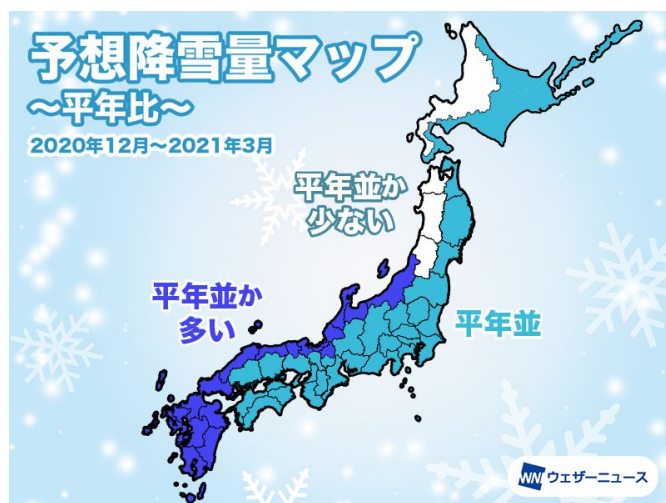 予想降雪量マップ
～平年比～
2020年12月～2021年3月
平年並か
少ない
平年並か
多い
平年並
WN ウェザーニュース